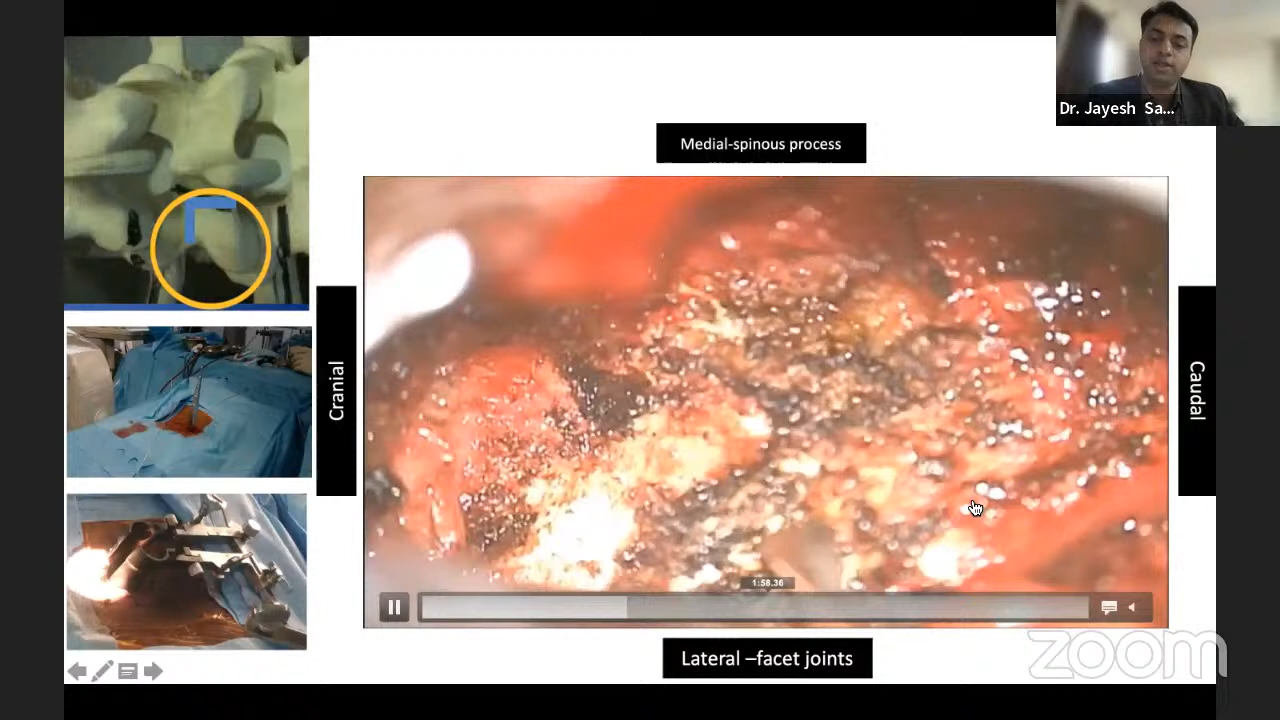 Dr. Jayesh Sa...
Medial-spinous process
Cranial
Caudal
1:58.36
Lateral –facet joints
zoom